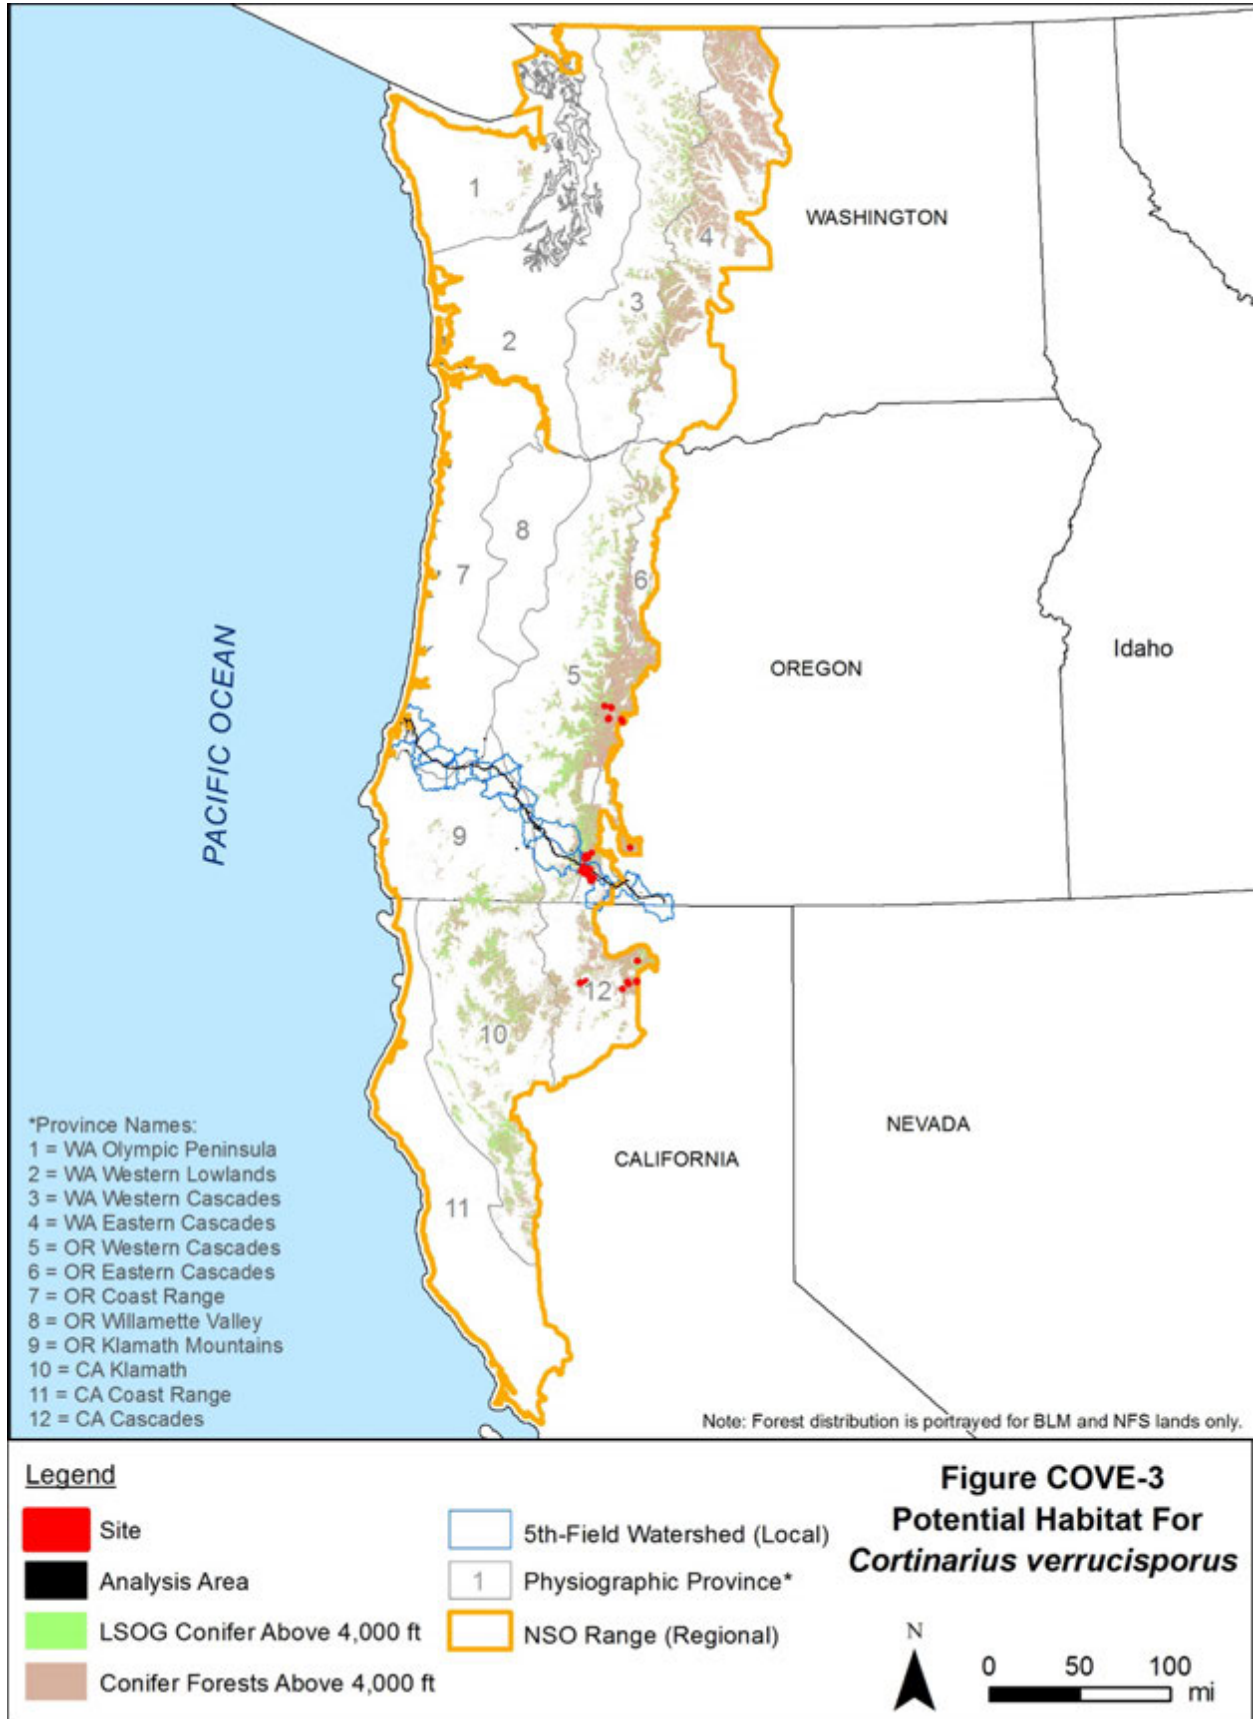 1
WASHINGTON
4
3
2
8
7
6
PACIFIC OCEAN
5
OREGON
Idaho
9
12
10
*Province Names:
1 = WA Olympic Peninsula
2 = WA Western Lowlands
3 = WA Western Cascades
4 = WA Eastern Cascades
5 = OR Western Cascades
6 = OR Eastern Cascades
7 = OR Coast Range
8 = OR Willamette Valley
9 = OR Klamath Mountains
10 = CA Klamath
11 = CA Coast Range
12 = CA Cascades
NEVADA
CALIFORNIA
11
Note: Forest distribution is portrayed for BLM and NFS lands only.
Legend
Site
Analysis Area
LSOG Conifer Above 4,000 ft
Conifer Forests Above 4,000 ft
5th-Field Watershed (Local)
1 Physiographic Province*
NSO Range (Regional)
Figure COVE-3
Potential Habitat For
Cortinarius verrucisporus
N
0 50 100
mi